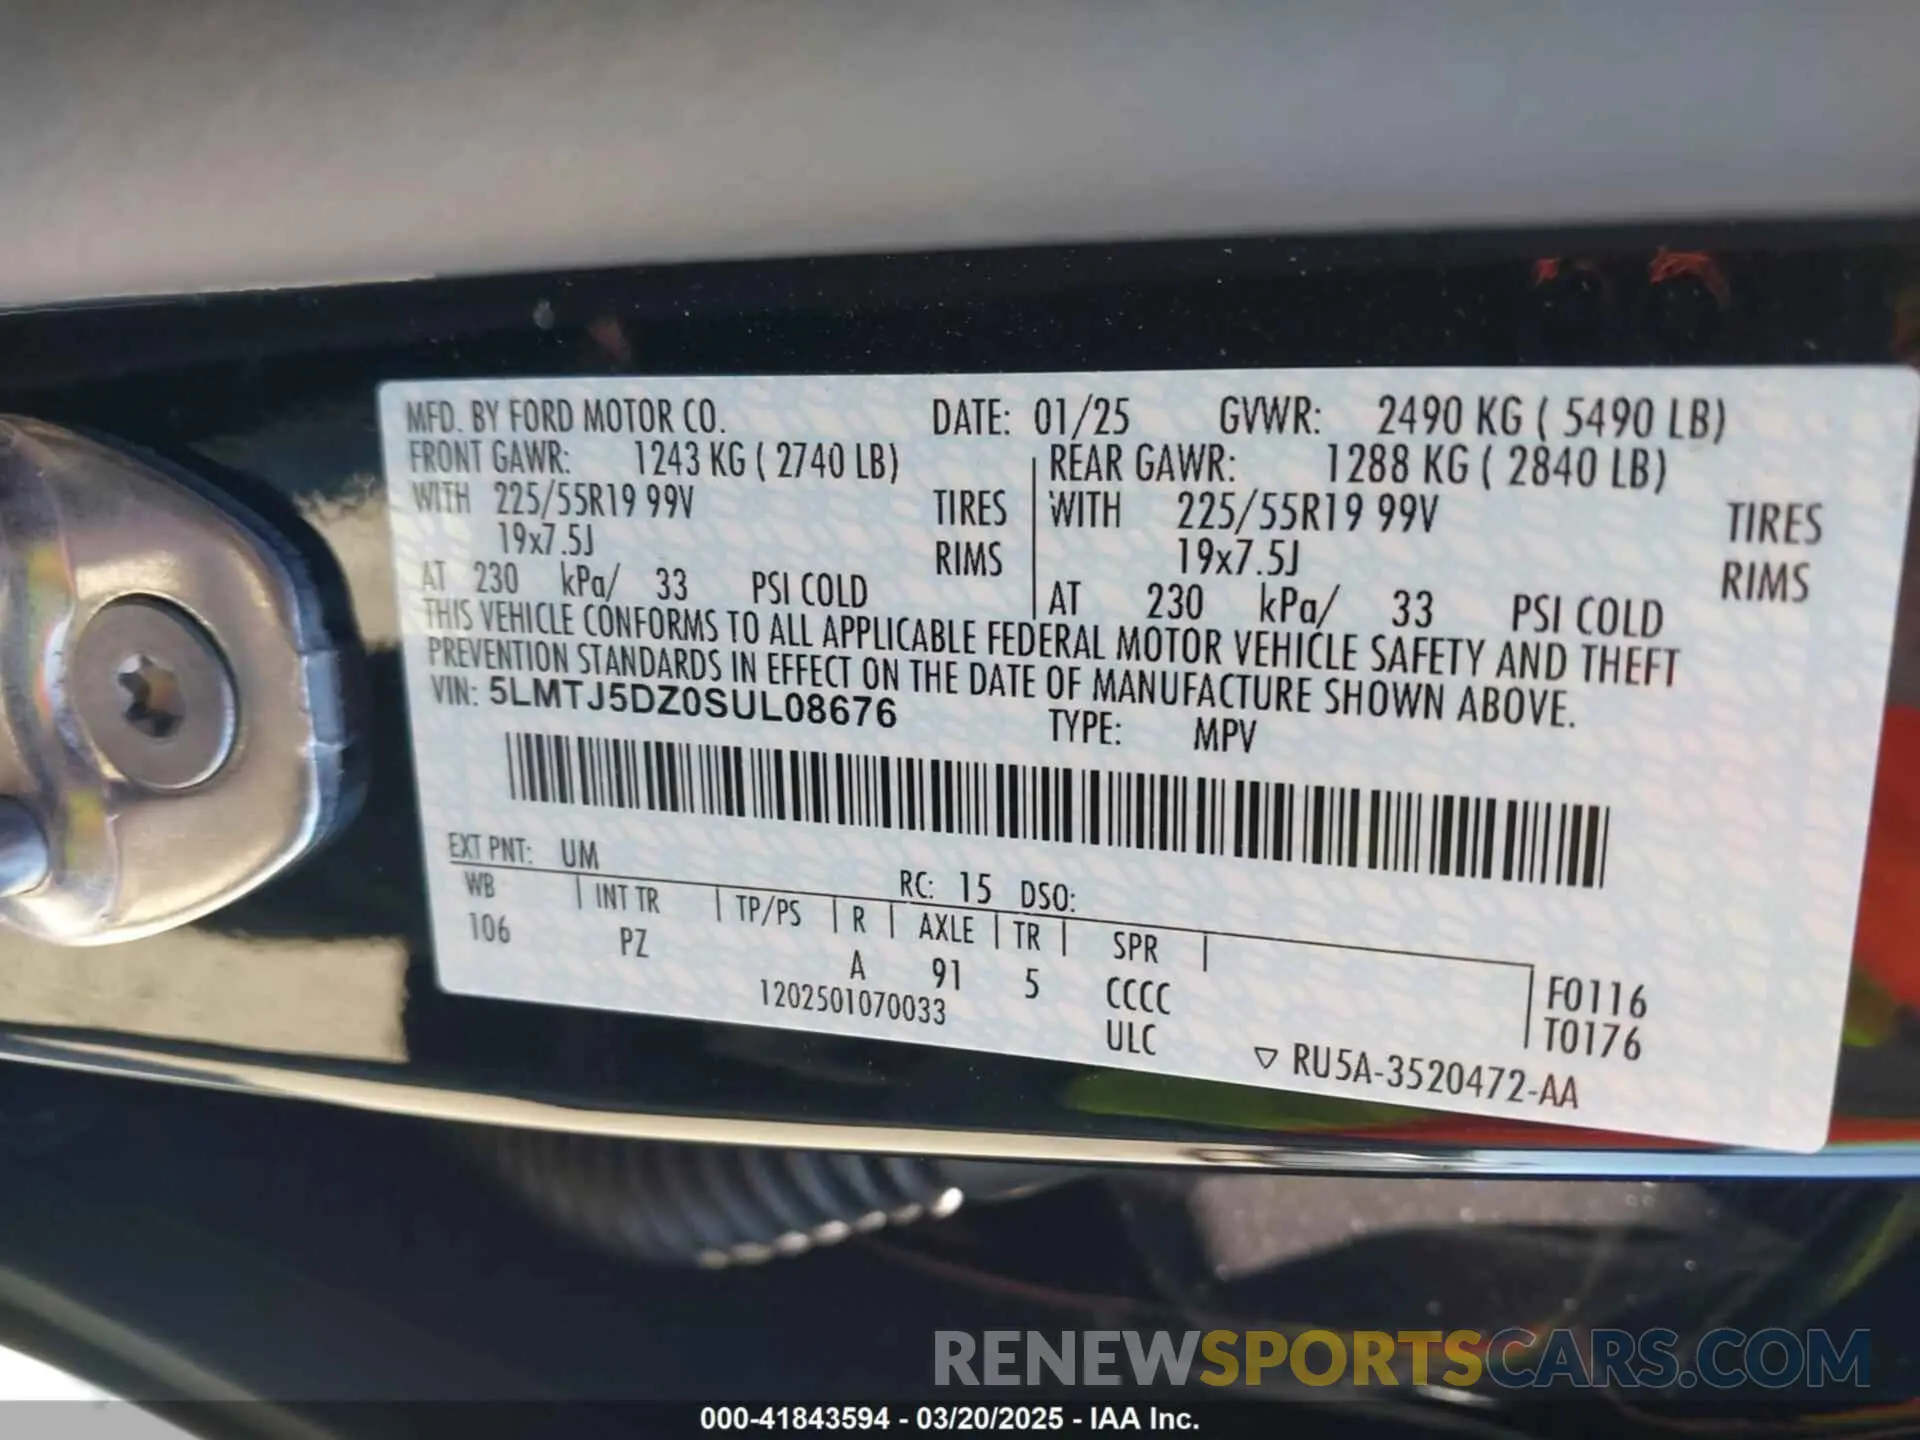 MFD. BY FORD MOTOR CO. DATE: 01/25 GVWR: 2490 KG ( 5490 LB)
FRONT GAWR: 1243 KG ( 2740 LB) REAR GAWR: 1288 KG ( 2840 LB)
WITH 225/55R19 99V TIRES WITH 225/55R19 99V TIRES
19x7.5J RIMS 19x7.5J RIMS
AT 230 kPa/ 33 PSI COLD AT 230 kPa/ 33 PSI COLD
THIS VEHICLE CONFORMS TO ALL APPLICABLE FEDERAL MOTOR VEHICLE SAFETY AND THEFT
PREVENTION STANDARDS IN EFFECT ON THE DATE OF MANUFACTURE SHOWN ABOVE.
VIN: 5LMTJ5DZ0SUL08676 TYPE: MPV
EXT PNT: UM RC: 15 DSO:
WB INT TR TP/PS R AXLE TR SPR
106 PZ A 91 5 CCCC F0116
1202501070033 ULC T0176
▽ RU5A-3520472-AA
RENEWSPORTSCARS.COM
000-41843594 - 03/20/2025 - IAA Inc.